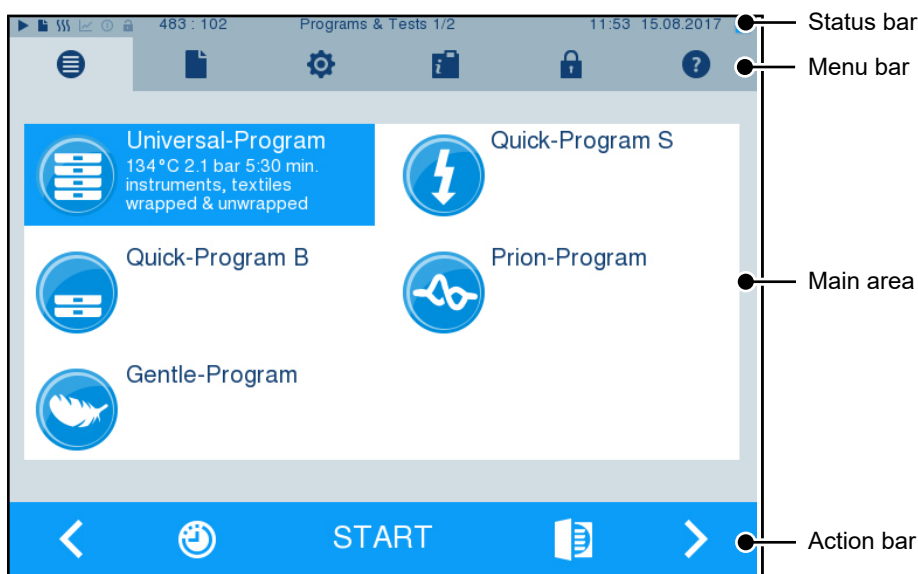 483 : 102 Programs & Tests 1/2 11:53 15.08.2017
Status bar
Menu bar
Universal-Program
134°C 2.1 bar 5:30 min.
instruments, textiles
wrapped & unwrapped
Quick-Program S
Quick-Program B
Prion-Program
Main area
Gentle-Program
START
Action bar